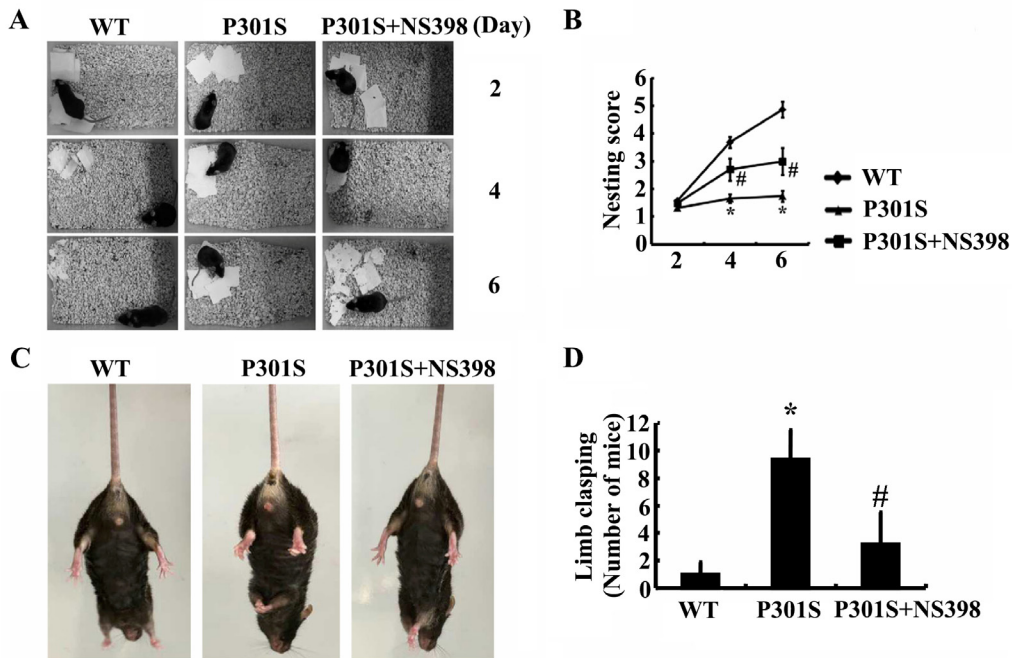 A
WT
P301S
P301S+NS398 (Day)
2
4
6
B
Nesting score
6
5
4
3
2
1
0
#
#
*
*
2
4
6
WT
P301S
P301S+NS398
C
WT
P301S
P301S+NS398
D
Limb clasping
(Number of mice)
12
10
8
6
4
2
0
*
#
WT
P301S
P301S+NS398